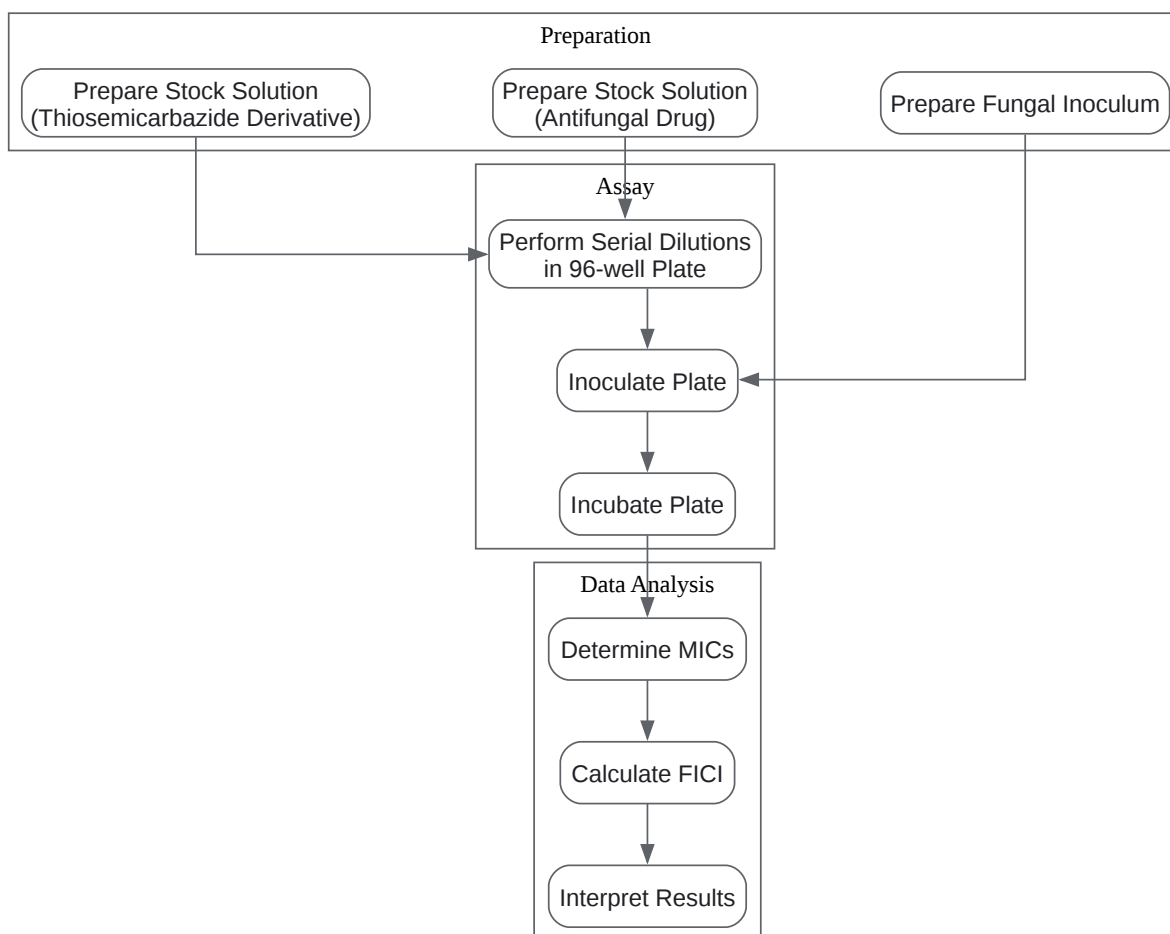 Preparation
Prepare Stock Solution
(Thiosemicarbazide Derivative)
Prepare Stock Solution
(Antifungal Drug)
Prepare Fungal Inoculum
Assay
Perform Serial Dilutions
in 96-well Plate
Inoculate Plate
Incubate Plate
Data Analysis
Determine MICs
Calculate FICI
Interpret Results